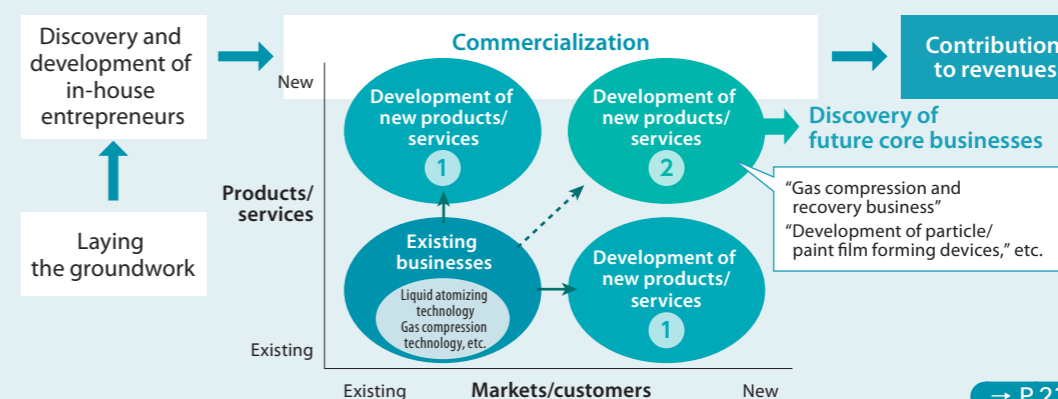 Discovery and
development of
in-house
entrepreneurs
Laying
the groundwork
Commercialization
Contribution
to revenues
New
Products/
services
Existing
Development of
new products/
services
1
Development of
new products/
services
2
Discovery of
future core businesses
"Gas compression and
recovery business"
"Development of particle/
paint film forming devices," etc.
Existing
businesses
Liquid atomizing
technology
Gas compression
technology, etc.
Development of
new products/
services
1
Existing
Markets/customers
New